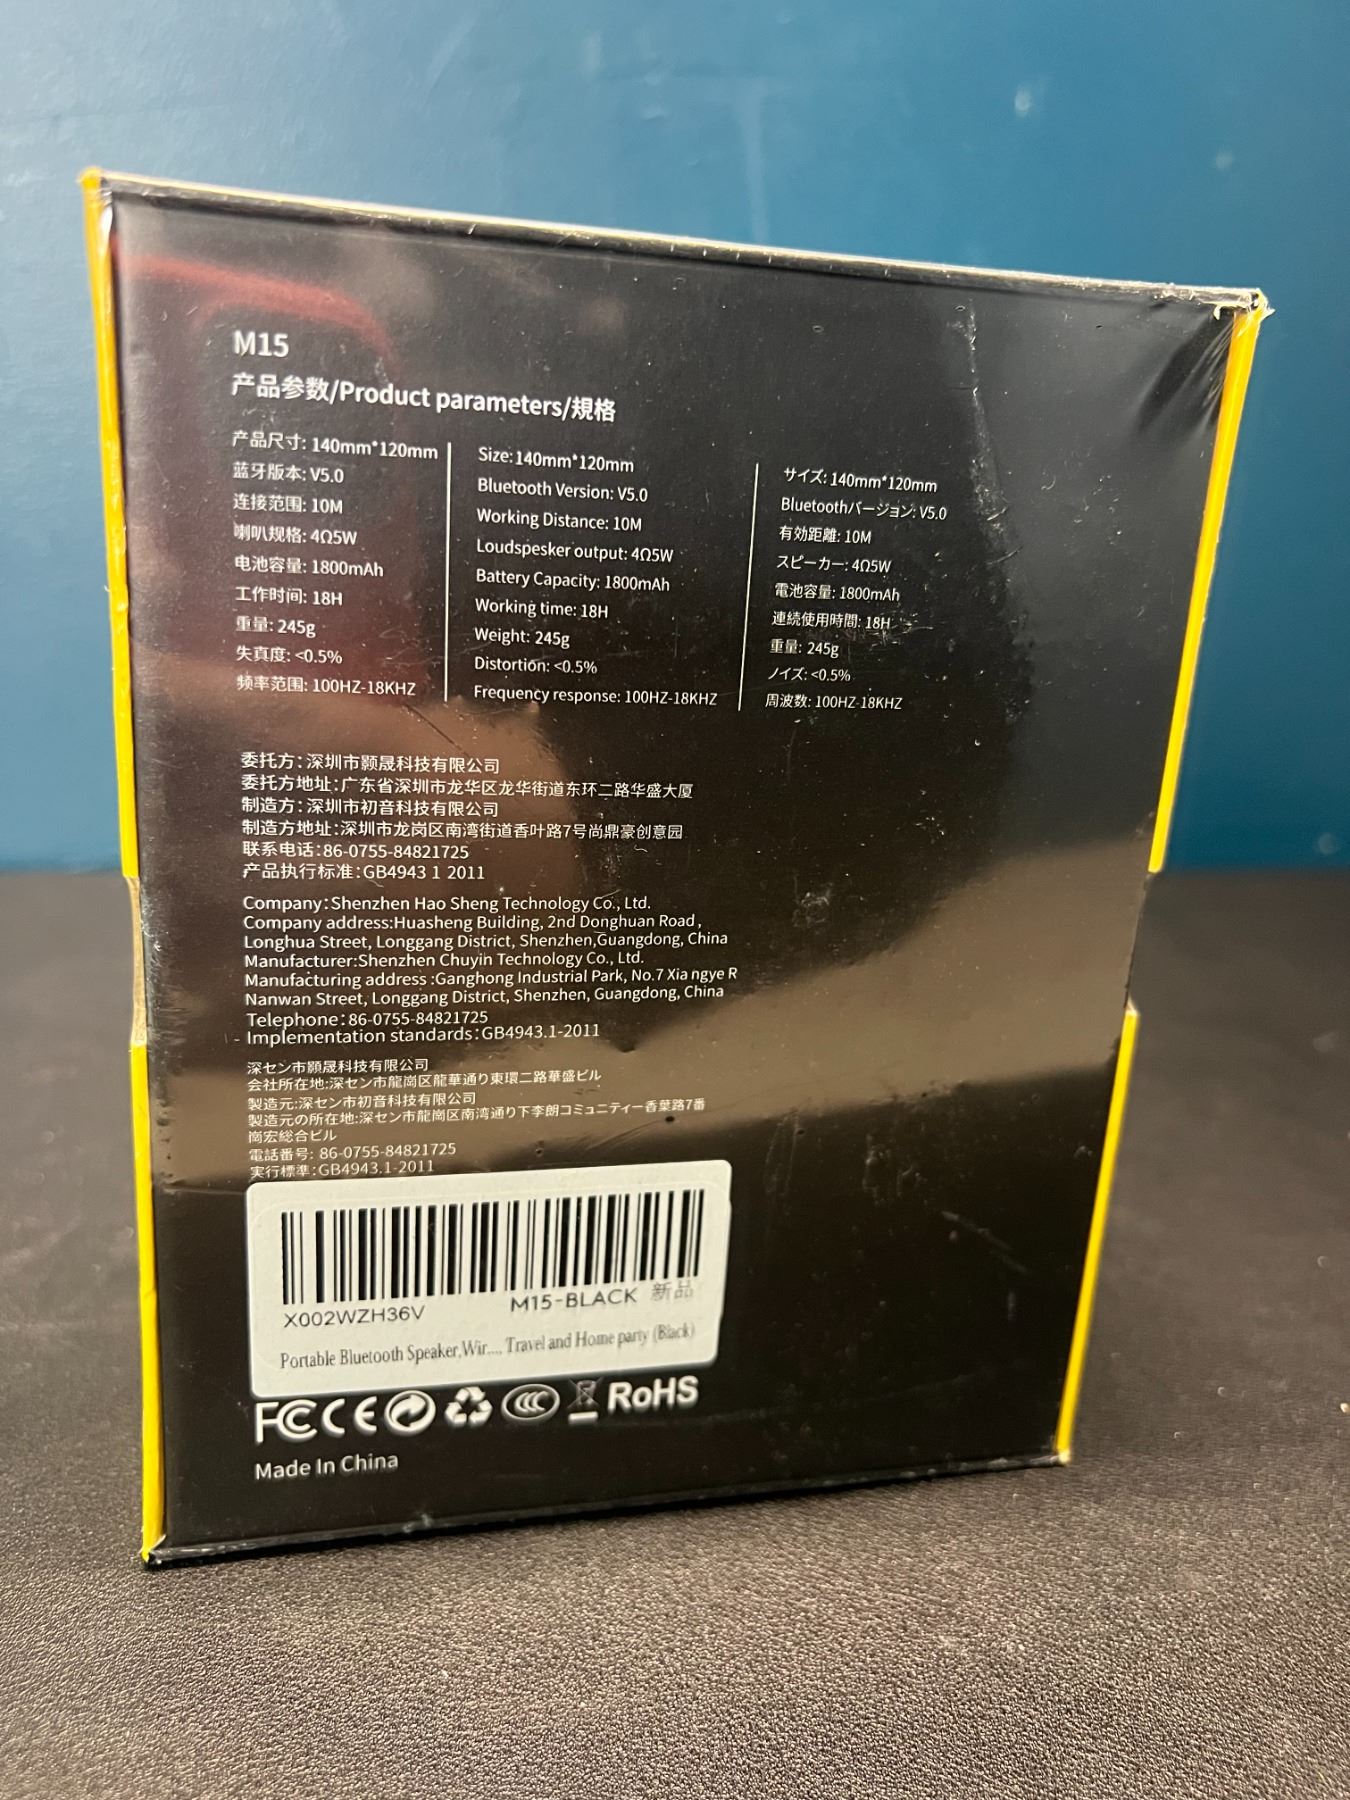 M15
产品参数/Product parameters/規格
产品尺寸: 140mm*120mm
蓝牙版本: V5.0
连接范围: 10M
喇叭规格: 4Ω5W
电池容量: 1800mAh
工作时间: 18H
重量: 245g
失真度: <0.5%
频率范围: 100HZ-18KHZ
Size:140mm*120mm
Bluetooth Version: V5.0
Working Distance: 10M
Loudspesker output: 4Ω5W
Battery Capacity: 1800mAh
Working time: 18H
Weight: 245g
Distortion: <0.5%
Frequency response: 100HZ-18KHZ
サイズ: 140mm*120mm
Bluetoothバージョン: V5.0
有効距離: 10M
スピーカー: 4Ω5W
電池容量: 1800mAh
連続使用時間: 18H
重量: 245g
ノイズ: <0.5%
周波数: 100HZ-18KHZ
委托方: 深圳市颢晟科技有限公司
委托方地址:广东省深圳市龙华区龙华街道东环二路华盛大厦
制造方: 深圳市初音科技有限公司
制造方地址:深圳市龙岗区南湾街道香叶路7号尚鼎豪创意园
联系电话:86-0755-84821725
产品执行标准:GB4943 1 2011
Company:Shenzhen Hao Sheng Technology Co., Ltd.
Company address:Huasheng Building, 2nd Donghuan Road,
Longhua Street, Longgang District, Shenzhen,Guangdong, China
Manufacturer:Shenzhen Chuyin Technology Co., Ltd.
Manufacturing address :Ganghong Industrial Park, No.7 Xia ngye R
Nanwan Street, Longgang District, Shenzhen, Guangdong, China
Telephone:86-0755-84821725
Implementation standards:GB4943.1-2011
深セン市颢晟科技有限公司
会社所在地:深セン市龍崗区龍華通り東環二路華盛ビル
製造元:深セン市初音科技有限公司
製造元の所在地:深セン市龍崗区南湾通り下李朗コミュニティー香葉路7番
崗宏総合ビル
電話番号: 86-0755-84821725
実行標準:GB4943.1-2011
X002WZH36V
M15-BLACK 新品
Portable Bluetooth Speaker,Wir..., Travel and Home party (Black)
FC CE CCC RoHS
Made In China